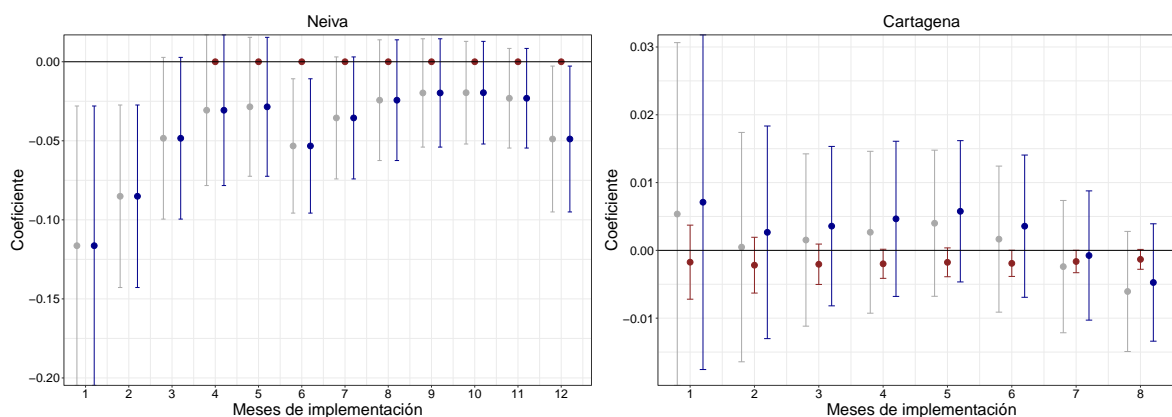 Neiva
0.00
−0.05
−0.10
−0.15
−0.20
Coeficiente
1 2 3 4 5 6 7 8 9 10 11 12
Meses de implementación
Cartagena
0.03
0.02
0.01
0.00
−0.01
Coeficiente
1 2 3 4 5 6 7 8
Meses de implementación